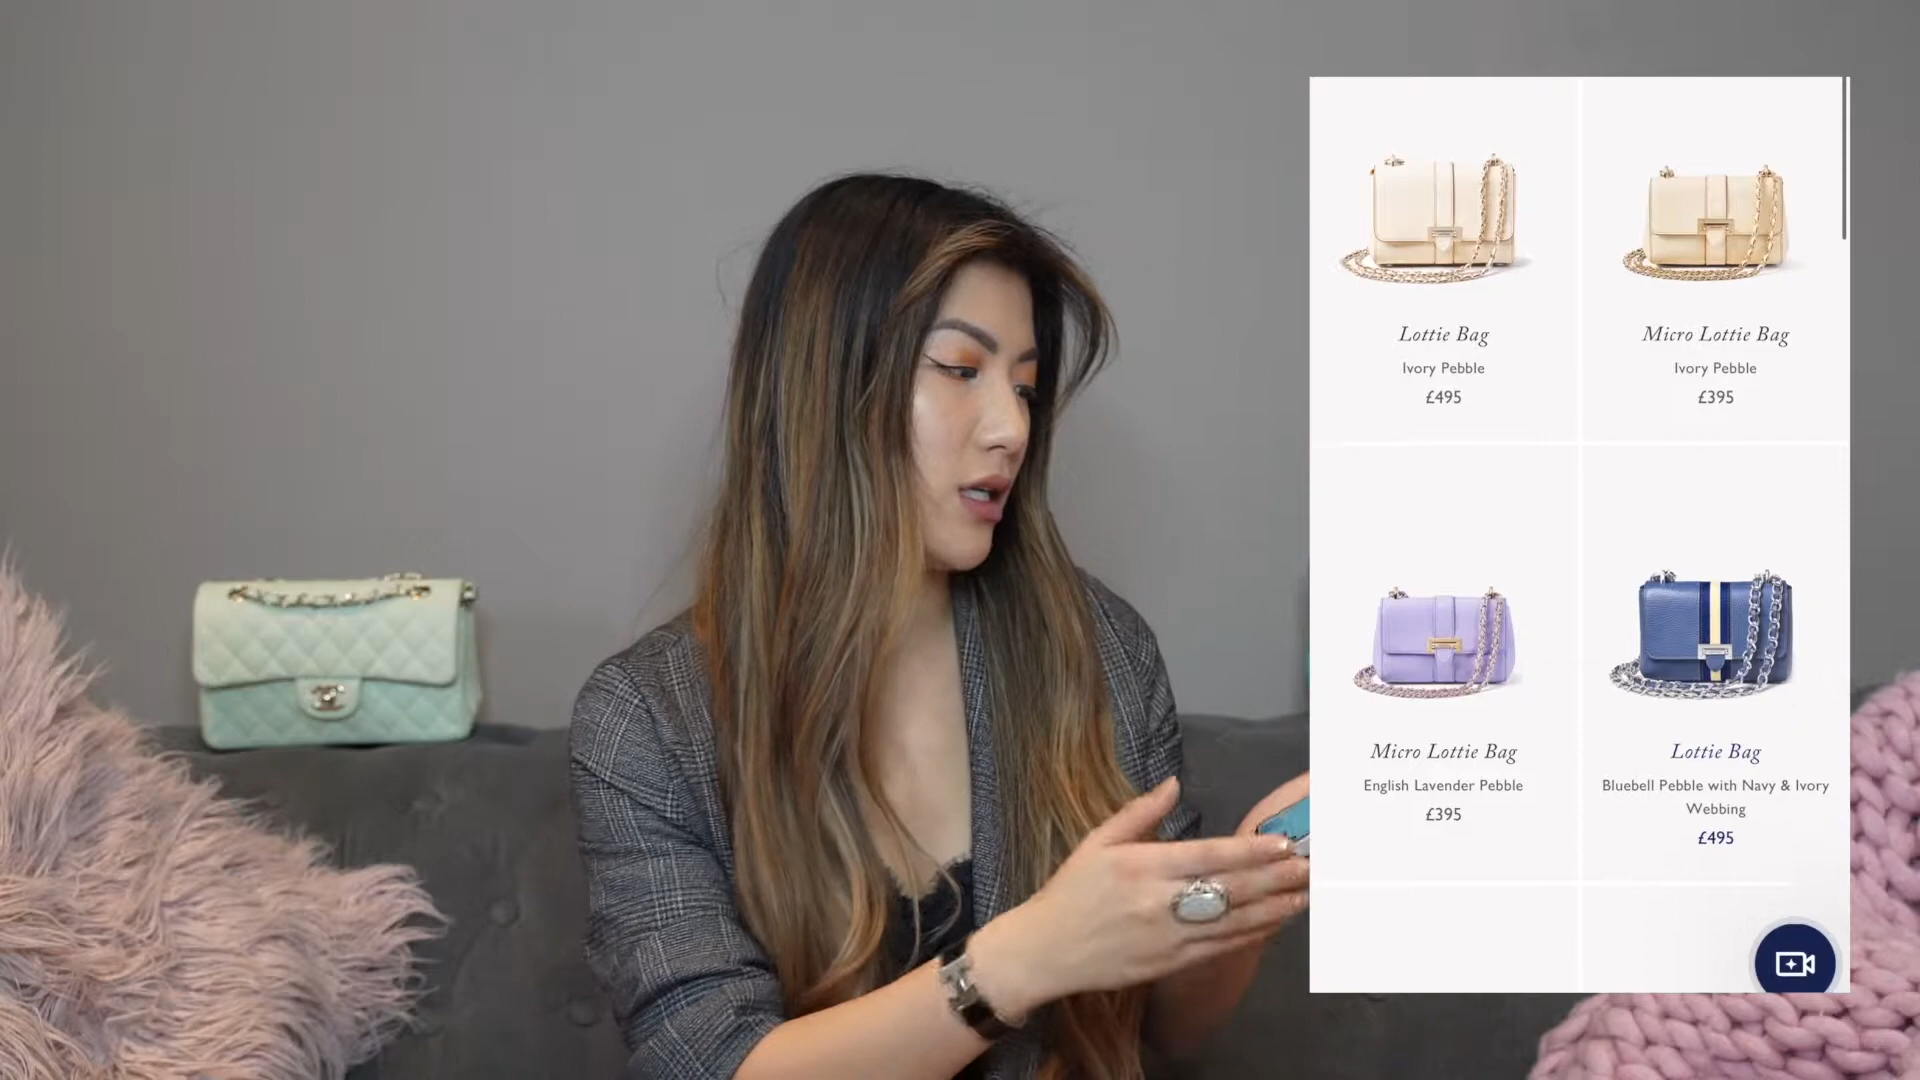 Lottie Bag
Ivory Pebble
£495
Micro Lottie Bag
Ivory Pebble
£395
Micro Lottie Bag
English Lavender Pebble
£395
Lottie Bag
Bluebell Pebble with Navy & Ivory
Webbing
£495